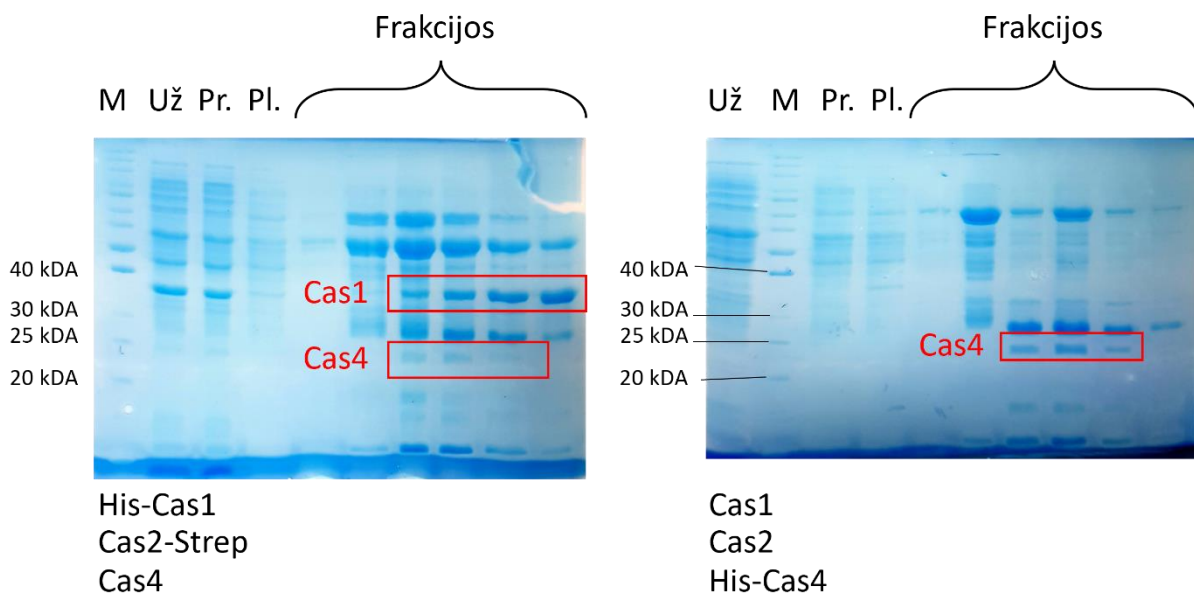 Frakcijos
M Už Pr. Pl.
40 kDA
30 kDA
25 kDA
20 kDA
Cas1
Cas4
His-Cas1
Cas2-Strep
Cas4
Frakcijos
Už M Pr. Pl.
40 kDA
30 kDA
25 kDA
20 kDA
Cas4
Cas1
Cas2
His-Cas4